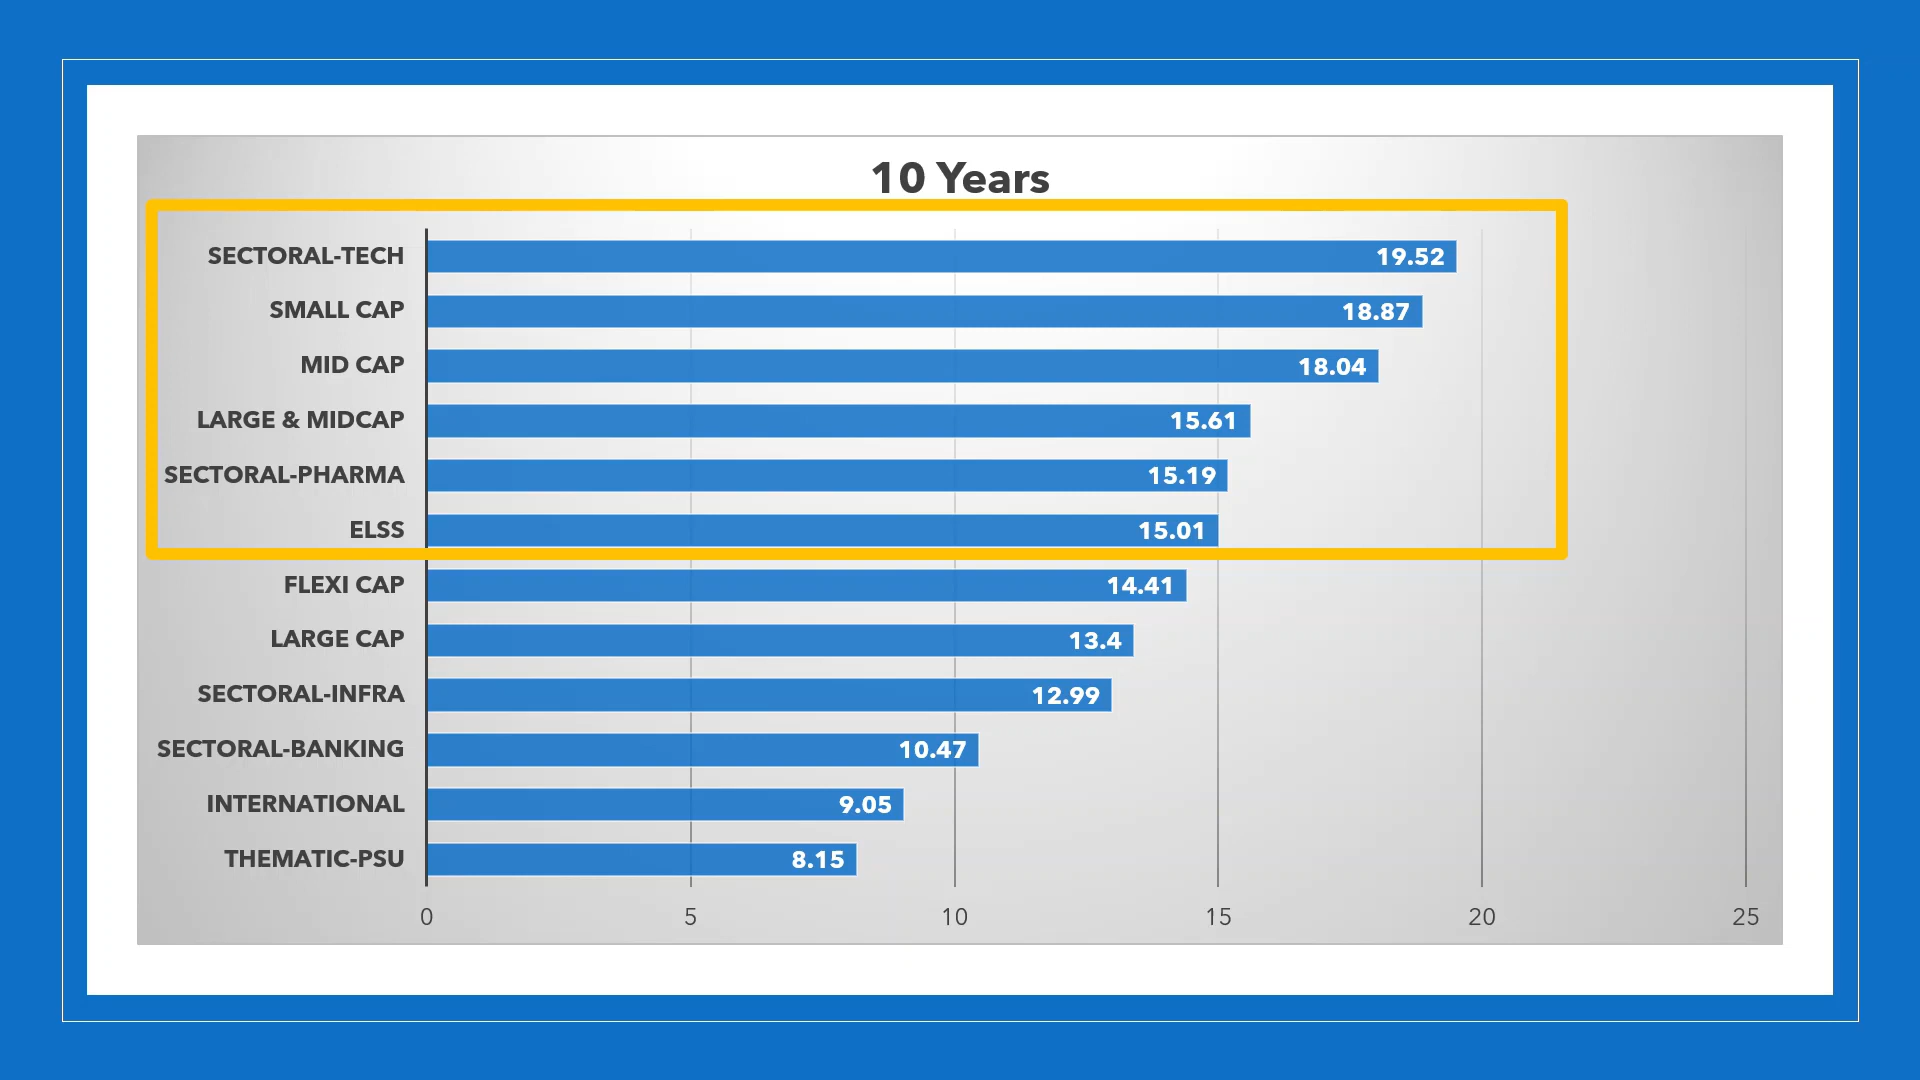 10 Years
SECTORAL-TECH 19.52
SMALL CAP 18.87
MID CAP 18.04
LARGE & MIDCAP 15.61
SECTORAL-PHARMA 15.19
ELSS 15.01
FLEXI CAP 14.41
LARGE CAP 13.4
SECTORAL-INFRA 12.99
SECTORAL-BANKING 10.47
INTERNATIONAL 9.05
THEMATIC-PSU 8.15
0 5 10 15 20 25